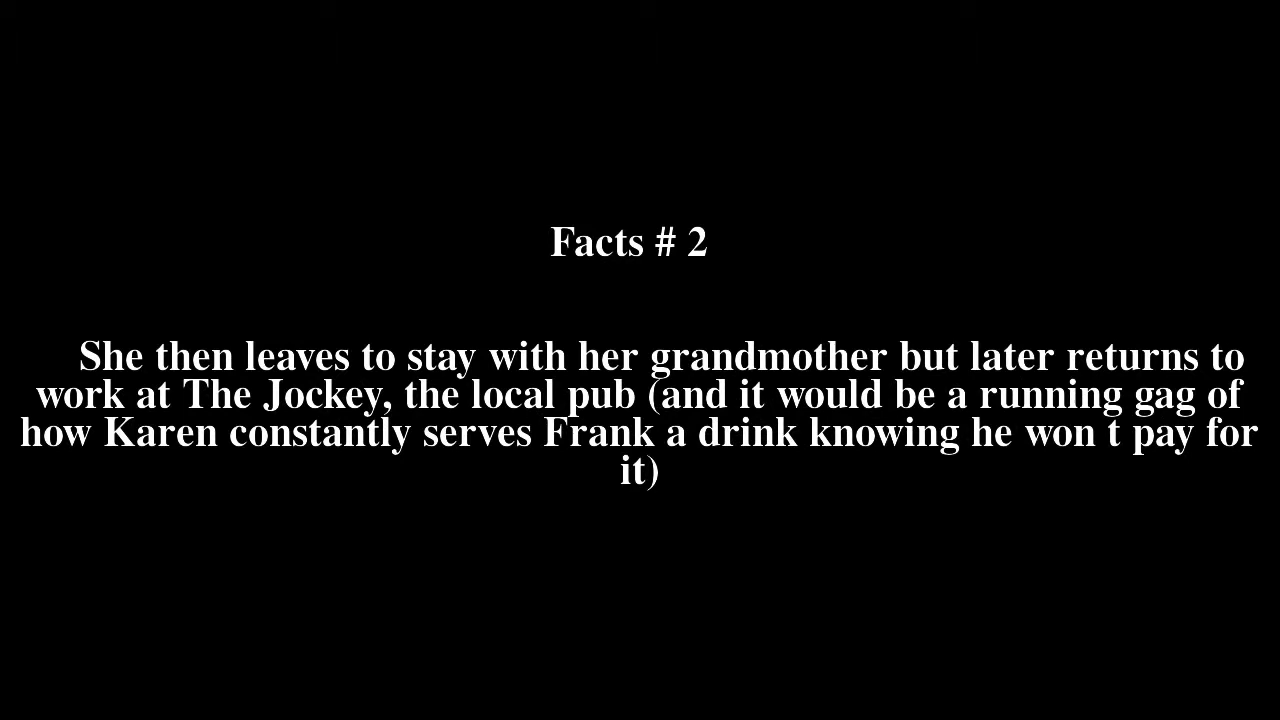 Facts # 2
She then leaves to stay with her grandmother but later returns to
work at The Jockey, the local pub (and it would be a running gag of
how Karen constantly serves Frank a drink knowing he won t pay for
it)